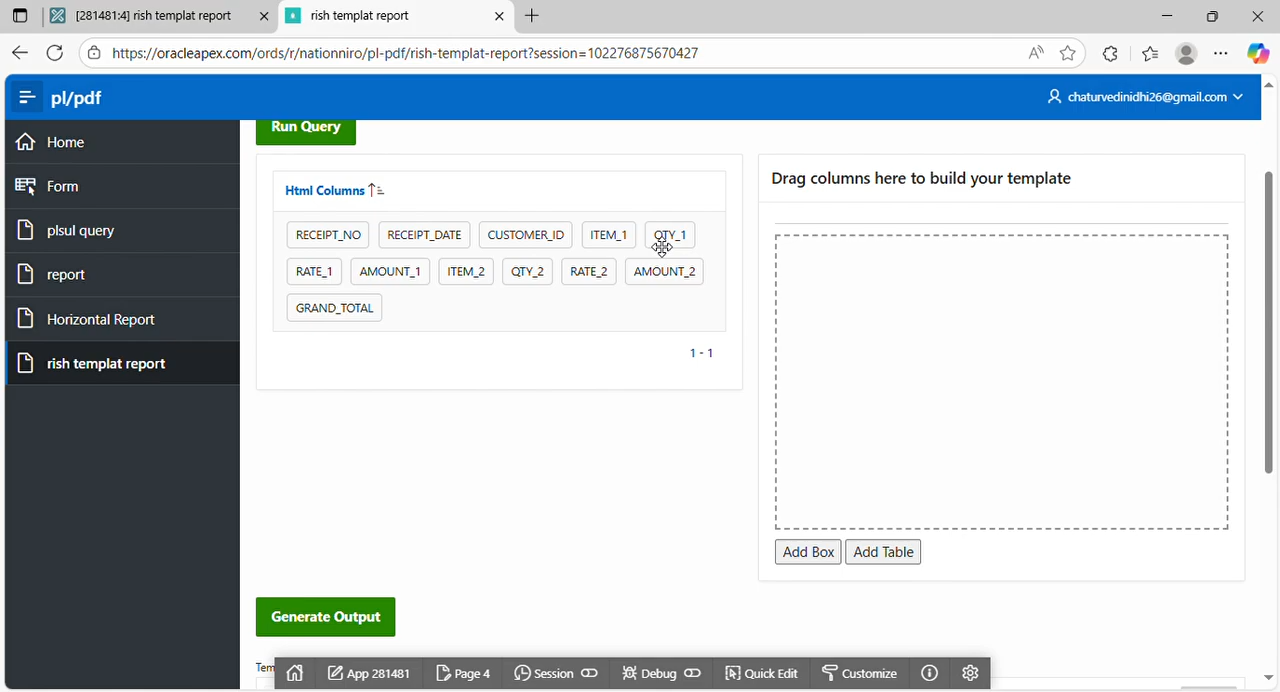 [281481:4] rish templat report
rish templat report
https://oracleapex.com/ords/r/nationniro/pl-pdf/rish-templat-report?session=102276875670427
pl/pdf
chaturvedinidhi26@gmail.com
Home
Form
plsul query
report
Horizontal Report
rish templat report
Run Query
Html Columns
RECEIPT_NO RECEIPT_DATE CUSTOMER_ID ITEM_1 QTY_1
RATE_1 AMOUNT_1 ITEM_2 QTY_2 RATE_2 AMOUNT_2
GRAND_TOTAL
1 - 1
Drag columns here to build your template
Add Box Add Table
Generate Output
Tem
App 281481 Page 4 Session Debug Quick Edit Customize